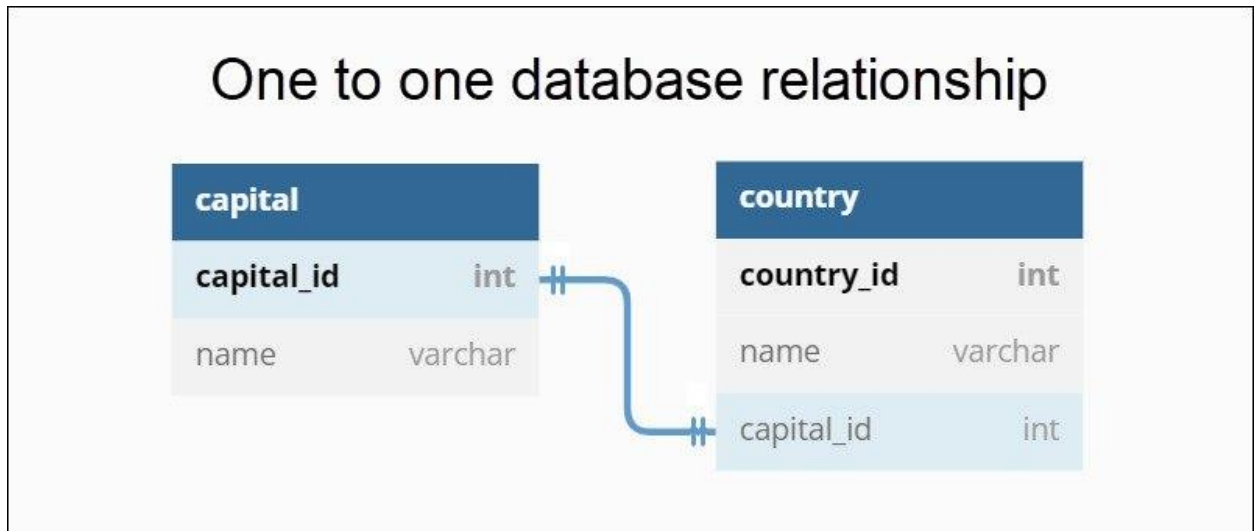 One to one database relationship
capital
capital_id int
name varchar
country
country_id int
name varchar
capital_id int